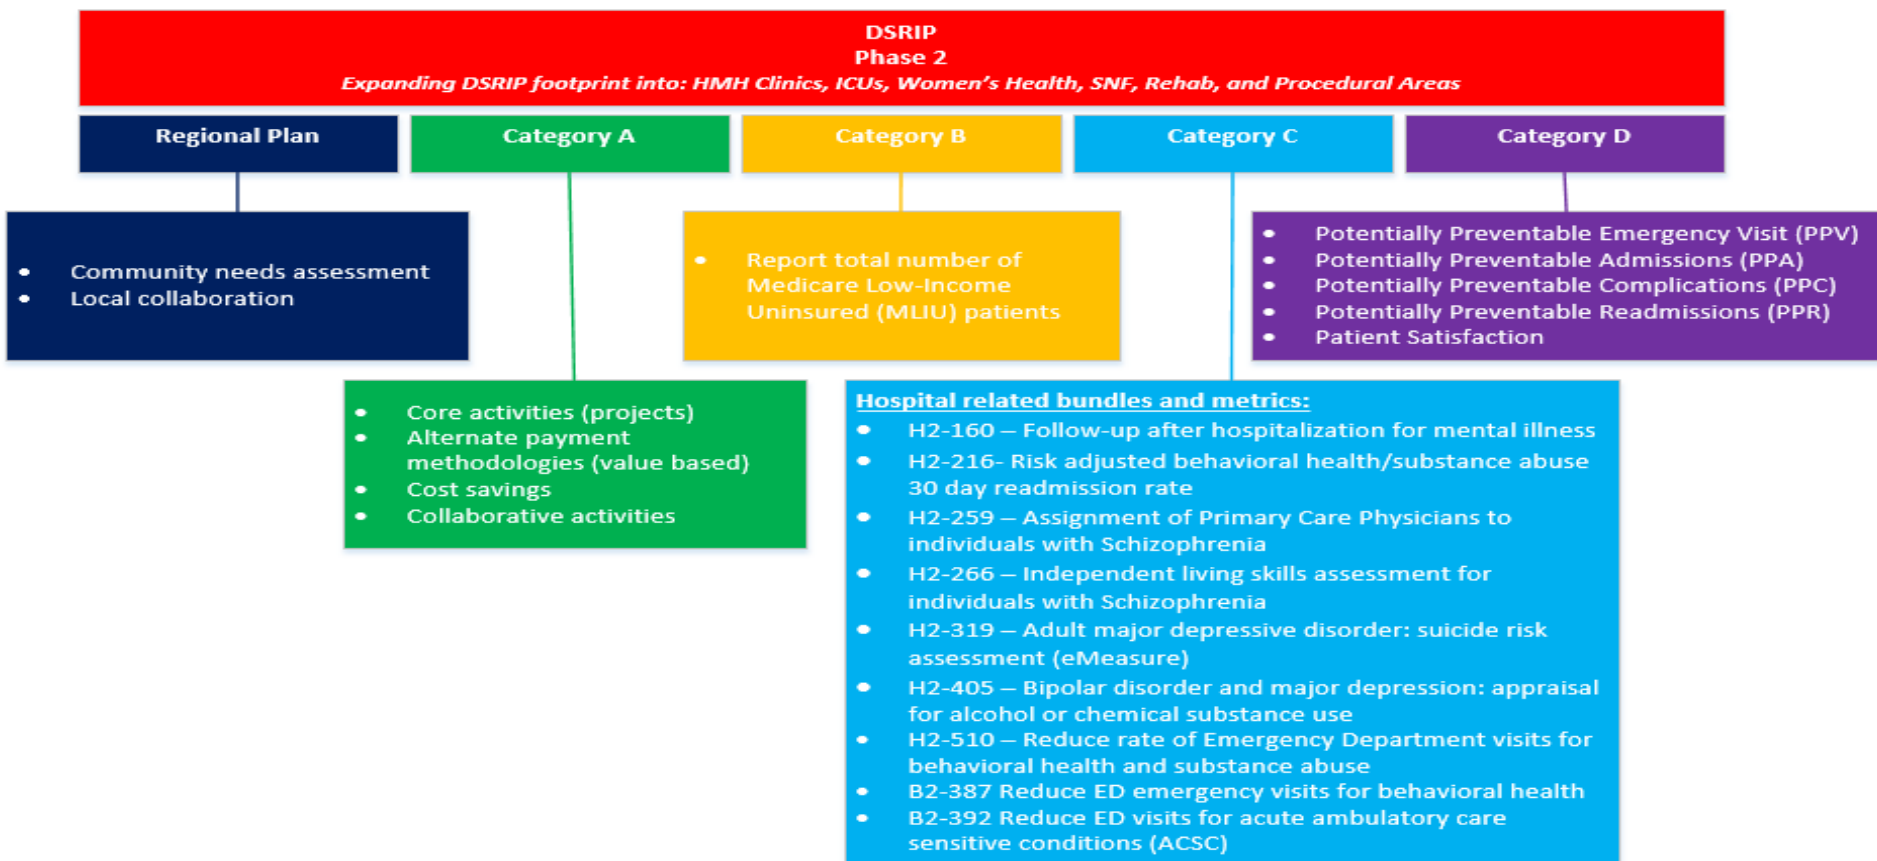 DSRIP
Phase 2
Expanding DSRIP footprint into: HMH Clinics, ICUs, Women's Health, SNF, Rehab, and Procedural Areas
Regional Plan
Category A
Category B
Category C
Category D
• Community needs assessment
• Local collaboration
• Report total number of
Medicare Low-Income
Uninsured (MLIU) patients
• Potentially Preventable Emergency Visit (PPV)
• Potentially Preventable Admissions (PPA)
• Potentially Preventable Complications (PPC)
• Potentially Preventable Readmissions (PPR)
• Patient Satisfaction
• Core activities (projects)
• Alternate payment
methodologies (value based)
• Cost savings
• Collaborative activities
Hospital related bundles and metrics:
• H2-160 – Follow-up after hospitalization for mental illness
• H2-216- Risk adjusted behavioral health/substance abuse
30 day readmission rate
• H2-259 – Assignment of Primary Care Physicians to
individuals with Schizophrenia
• H2-266 – Independent living skills assessment for
individuals with Schizophrenia
• H2-319 – Adult major depressive disorder: suicide risk
assessment (eMeasure)
• H2-405 – Bipolar disorder and major depression: appraisal
for alcohol or chemical substance use
• H2-510 – Reduce rate of Emergency Department visits for
behavioral health and substance abuse
• B2-387 Reduce ED emergency visits for behavioral health
• B2-392 Reduce ED visits for acute ambulatory care
sensitive conditions (ACSC)